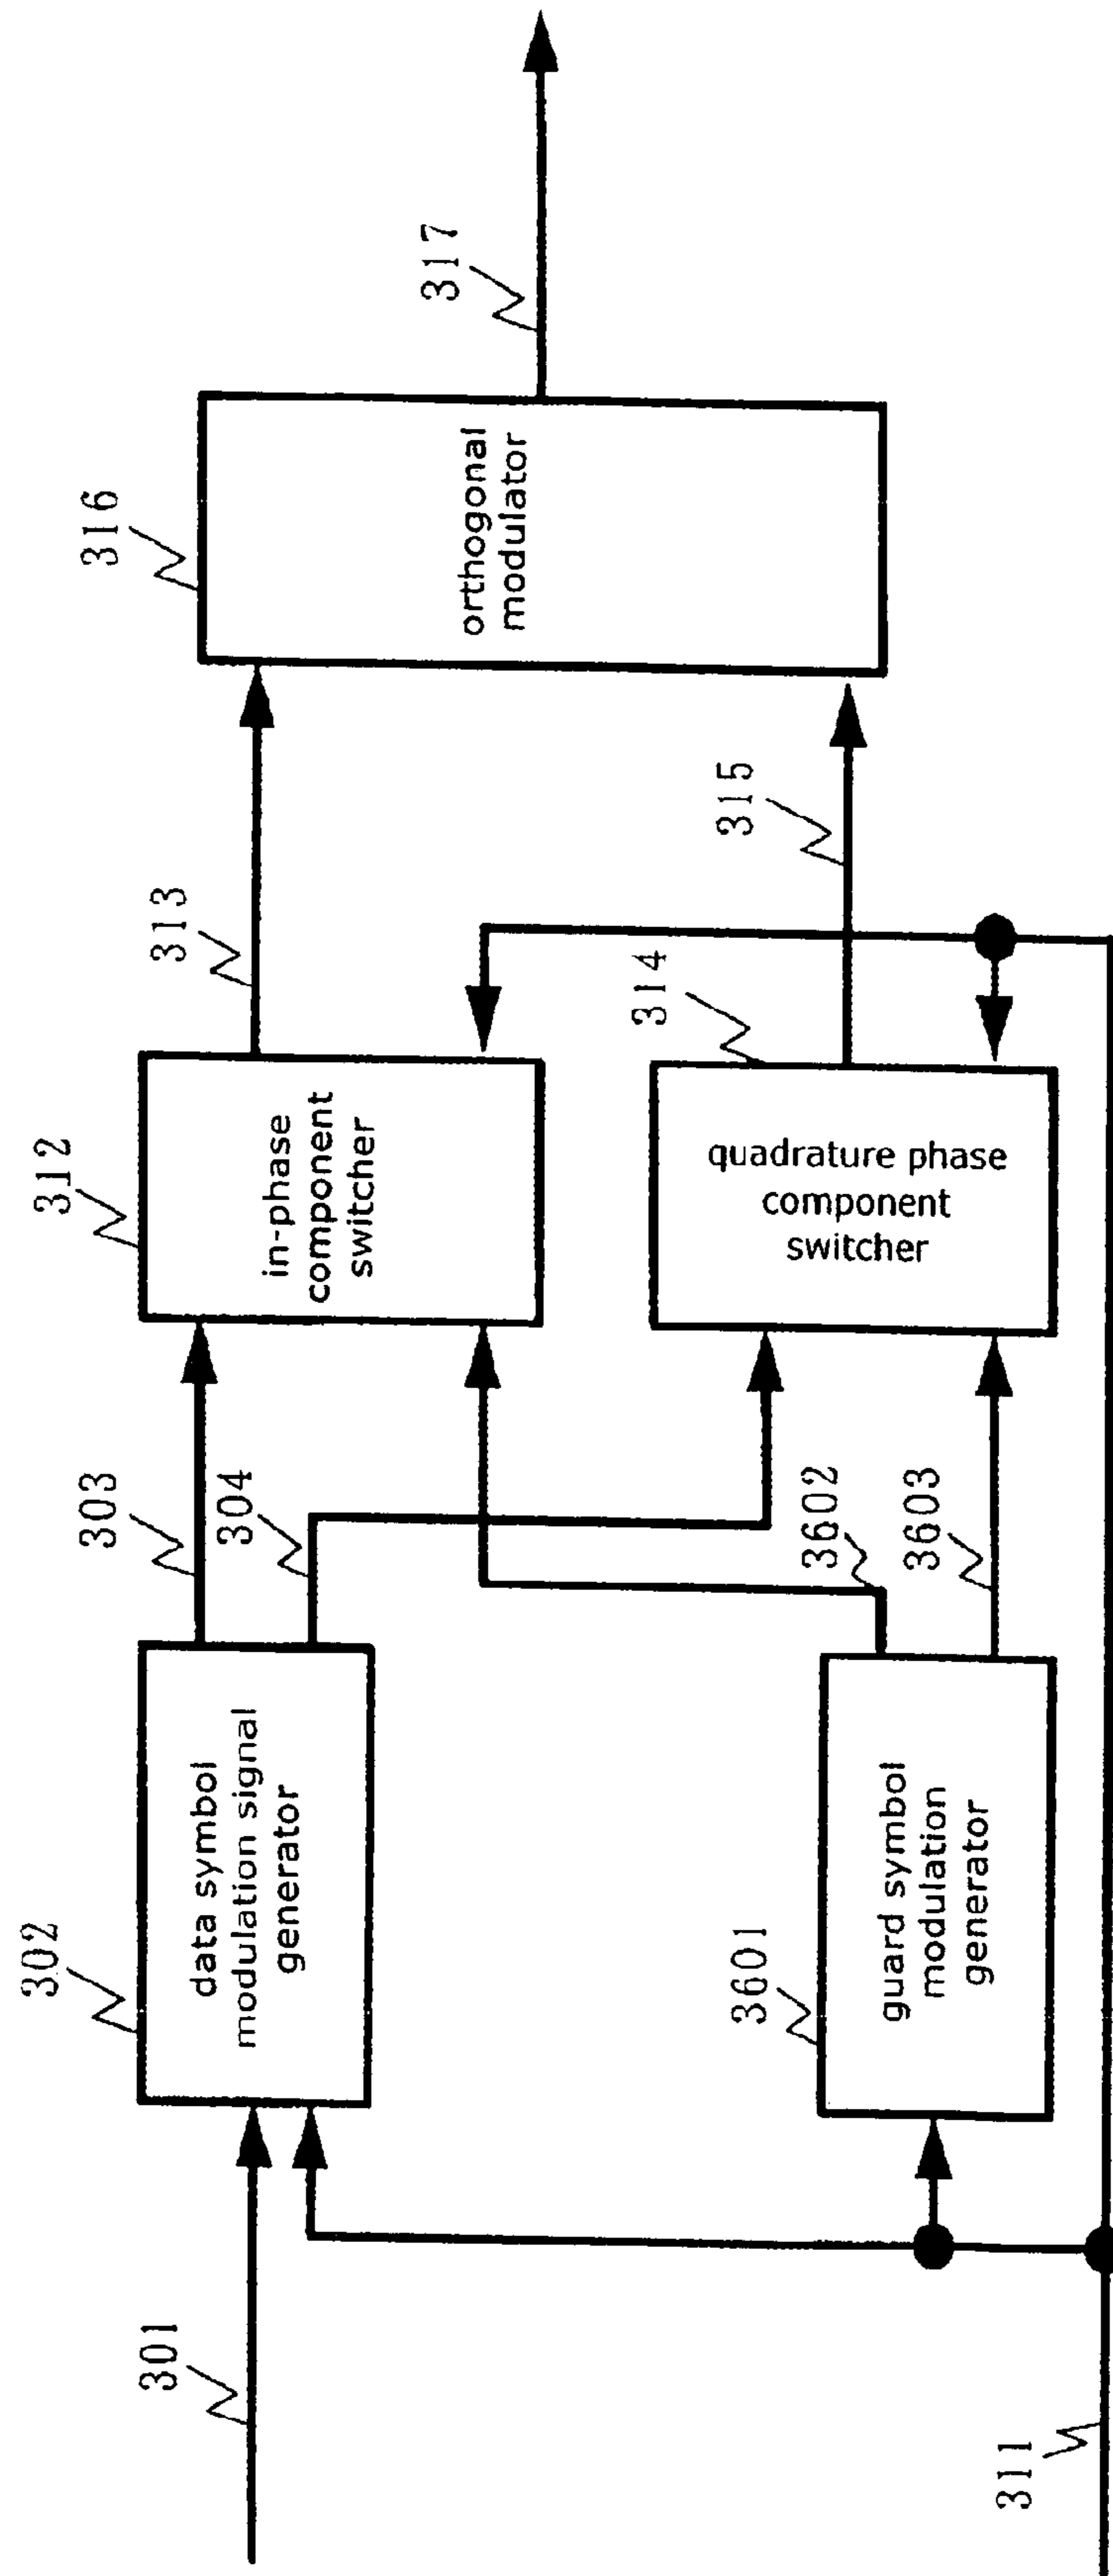 301
302
data symbol
modulation signal
generator
303
304
312
in-phase
component
switcher
313
316
orthogonal
modulator
317
3601
guard symbol
modulation
generator
3602
3603
314
quadrature phase
component
switcher
315
311